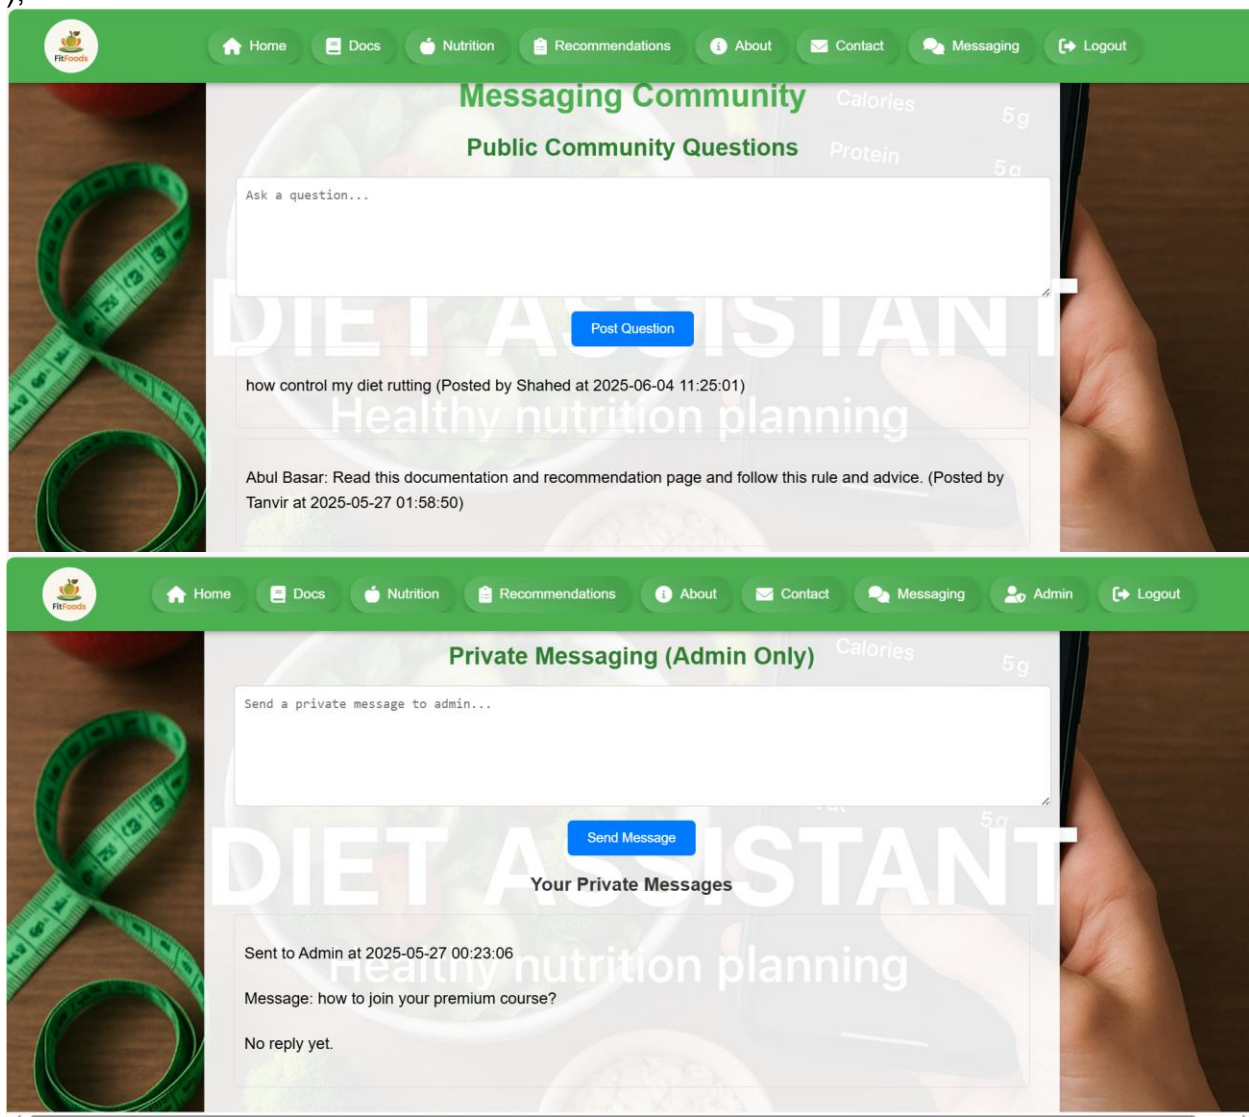 ),
FitFoods
Home
Docs
Nutrition
Recommendations
About
Contact
Messaging
Logout
Messaging Community
Calories
5g
Public Community Questions
Protein
5g
Ask a question...
DIET ASSISTANT
Post Question
how control my diet rutting (Posted by Shahed at 2025-06-04 11:25:01)
Healthy nutrition planning
Abul Basar: Read this documentation and recommendation page and follow this rule and advice. (Posted by
Tanvir at 2025-05-27 01:58:50)
FitFoods
Home
Docs
Nutrition
Recommendations
About
Contact
Messaging
Admin
Logout
Private Messaging (Admin Only)
Calories
5g
Send a private message to admin...
5g
DIET ASSISTANT
Send Message
Your Private Messages
Sent to Admin at 2025-05-27 00:23:06
Healthy nutrition planning
Message: how to join your premium course?
No reply yet.